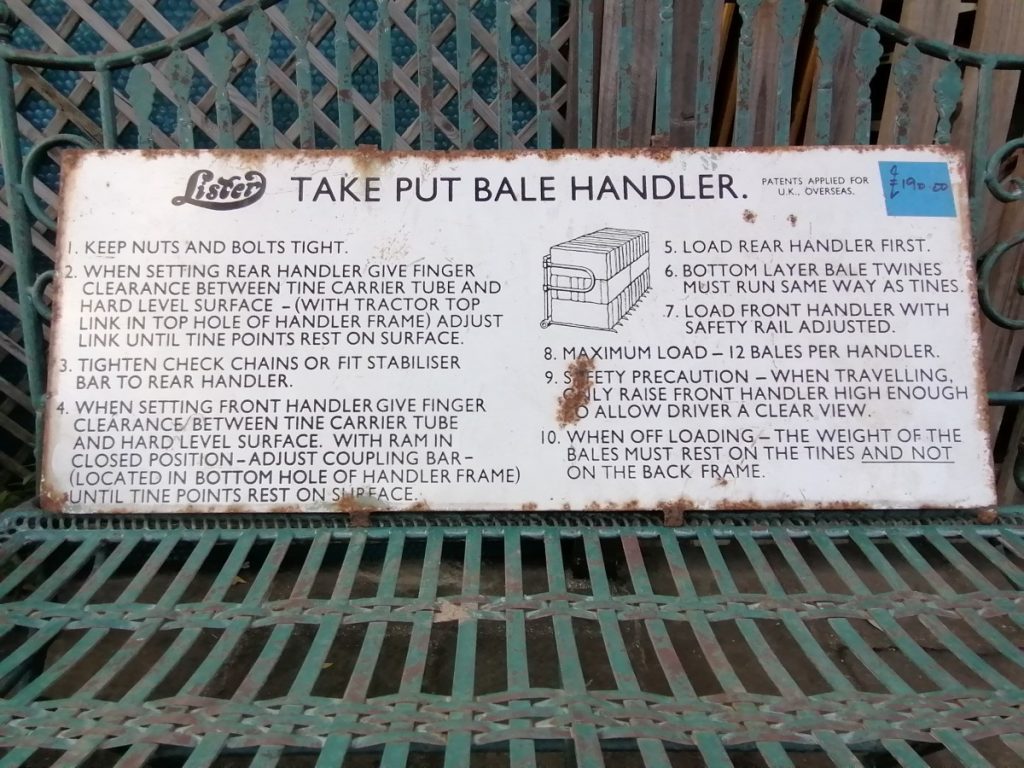 Lister TAKE PUT BALE HANDLER. PATENTS APPLIED FOR
U.K., OVERSEAS.
£190.00
1. KEEP NUTS AND BOLTS TIGHT.
2. WHEN SETTING REAR HANDLER GIVE FINGER
CLEARANCE BETWEEN TINE CARRIER TUBE AND
HARD LEVEL SURFACE – (WITH TRACTOR TOP
LINK IN TOP HOLE OF HANDLER FRAME) ADJUST
LINK UNTIL TINE POINTS REST ON SURFACE.
3. TIGHTEN CHECK CHAINS OR FIT STABILISER
BAR TO REAR HANDLER.
4. WHEN SETTING FRONT HANDLER GIVE FINGER
CLEARANCE BETWEEN TINE CARRIER TUBE
AND HARD LEVEL SURFACE. WITH RAM IN
CLOSED POSITION – ADJUST COUPLING BAR –
(LOCATED IN BOTTOM HOLE OF HANDLER FRAME)
UNTIL TINE POINTS REST ON SURFACE.
5. LOAD REAR HANDLER FIRST.
6. BOTTOM LAYER BALE TWINES
MUST RUN SAME WAY AS TINES.
7. LOAD FRONT HANDLER WITH
SAFETY RAIL ADJUSTED.
8. MAXIMUM LOAD – 12 BALES PER HANDLER.
9. SAFETY PRECAUTION – WHEN TRAVELLING,
ONLY RAISE FRONT HANDLER HIGH ENOUGH
TO ALLOW DRIVER A CLEAR VIEW.
10. WHEN OFF LOADING – THE WEIGHT OF THE
BALES MUST REST ON THE TINES AND NOT
ON THE BACK FRAME.